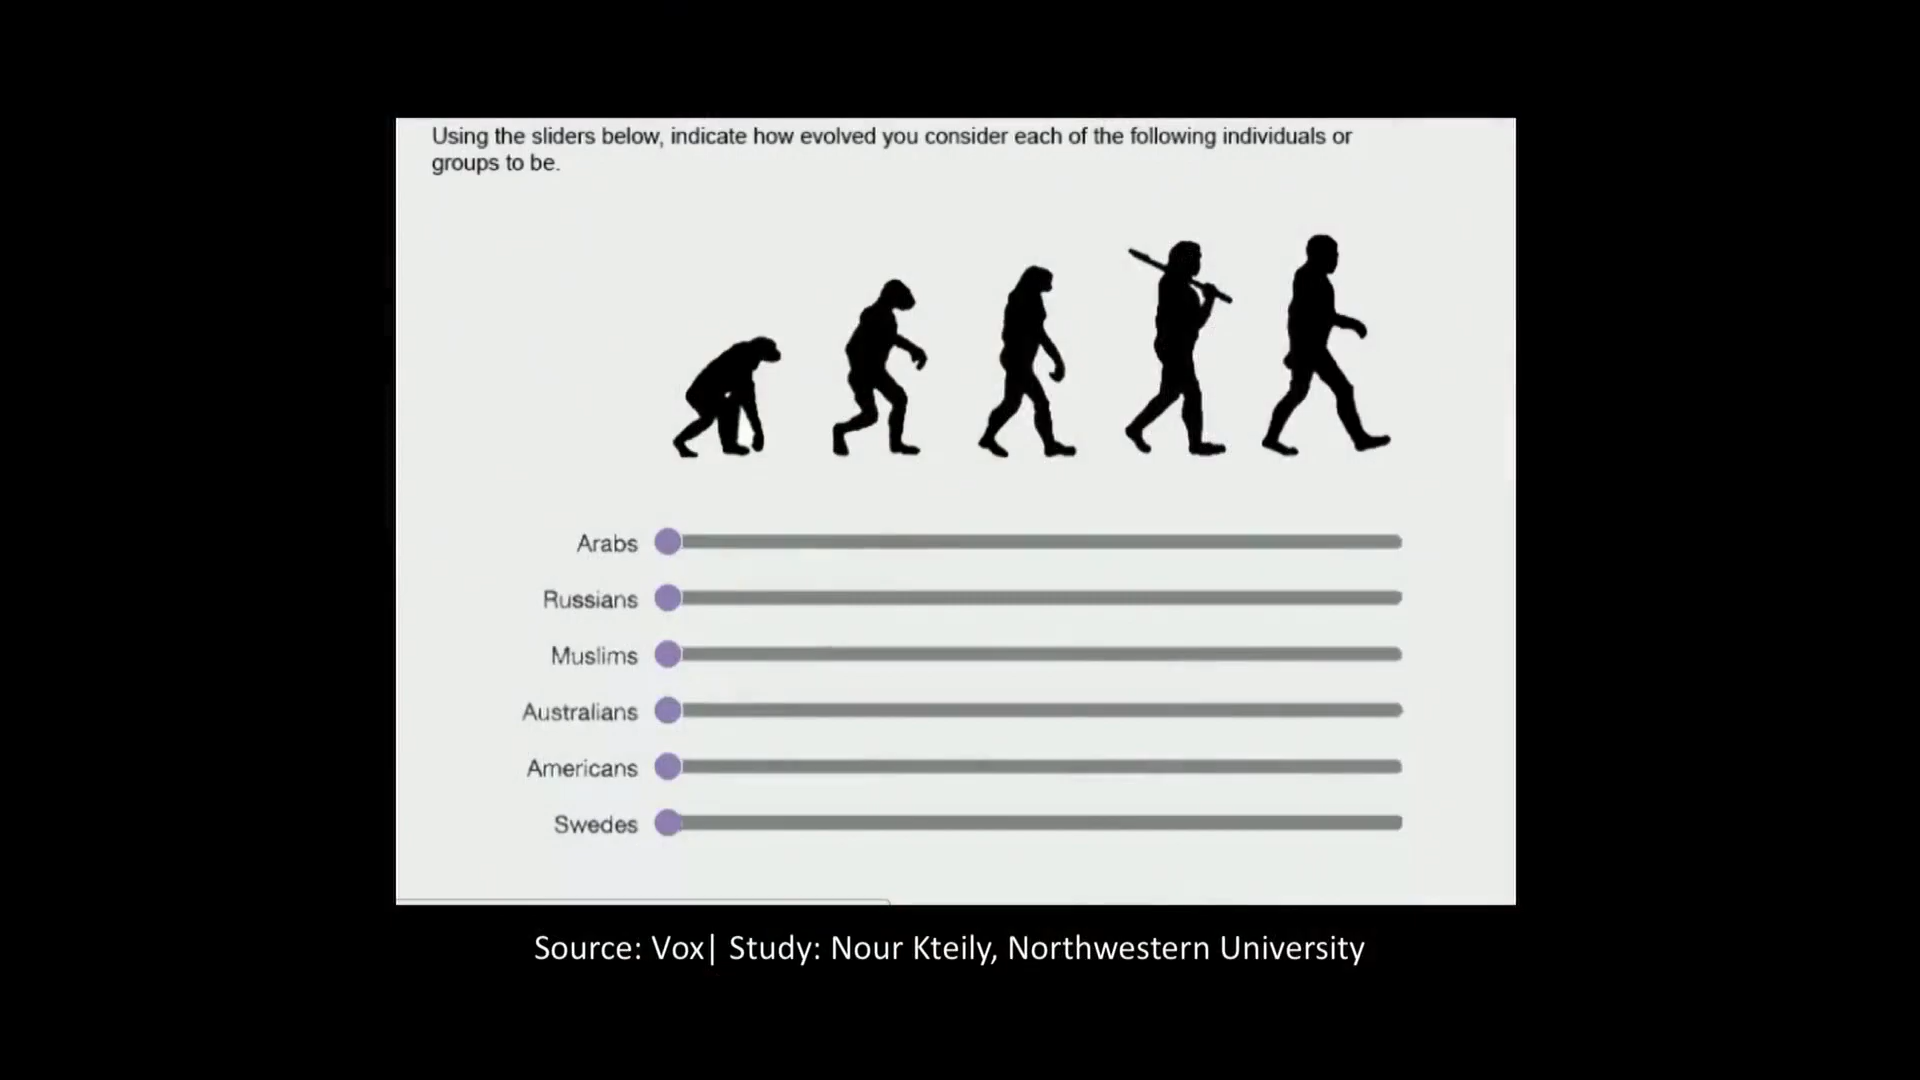 Using the sliders below, indicate how evolved you consider each of the following individuals or
groups to be.
Arabs
Russians
Muslims
Australians
Americans
Swedes
Source: Vox| Study: Nour Kteily, Northwestern University